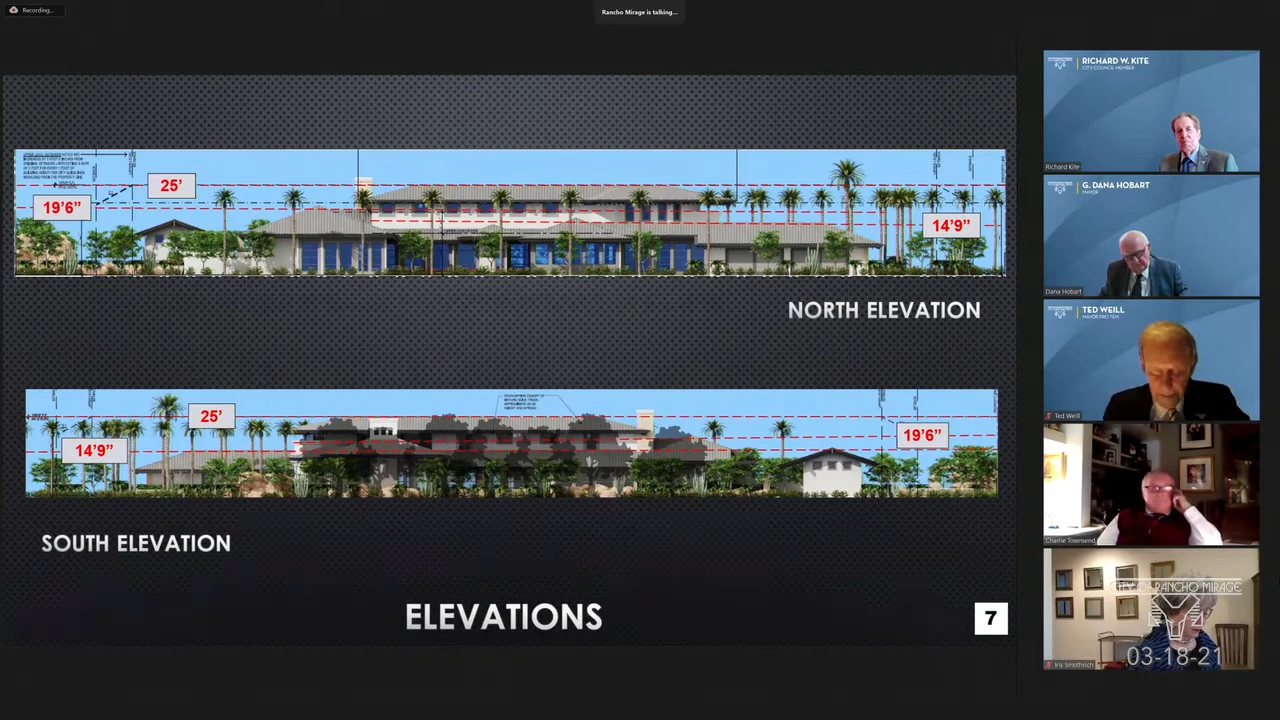 Recording...
Rancho Mirage is talking...
25'
19'6"
14'9"
NORTH ELEVATION
25'
14'9"
19'6"
SOUTH ELEVATION
ELEVATIONS
7
RICHARD W. KITE
CITY COUNCIL MEMBER
Richard Kite
G. DANA HOBART
MAYOR
Dana Hobart
TED WEILL
MAYOR PRO TEM
Ted Weill
Charlie Townsend
CITY OF RANCHO MIRAGE
03-18-21
Iris Smothrich